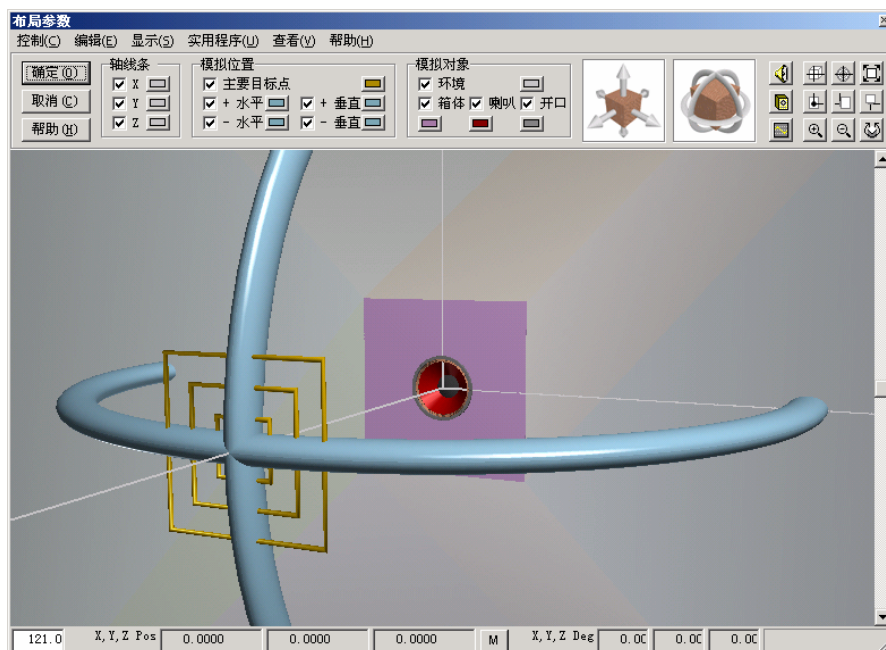 布局参数
控制(C) 编辑(E) 显示(S) 实用程序(U) 查看(V) 帮助(H)
轴线条 模拟位置 模拟对象
确定(O) X 主要目标点 环境
取消(C) Y + 水平 + 垂直 箱体 喇叭 开口
帮助(H) Z - 水平 - 垂直
121.0 X,Y,Z Pos 0.0000 0.0000 0.0000 M X,Y,Z Deg 0.0( 0.0( 0.0(